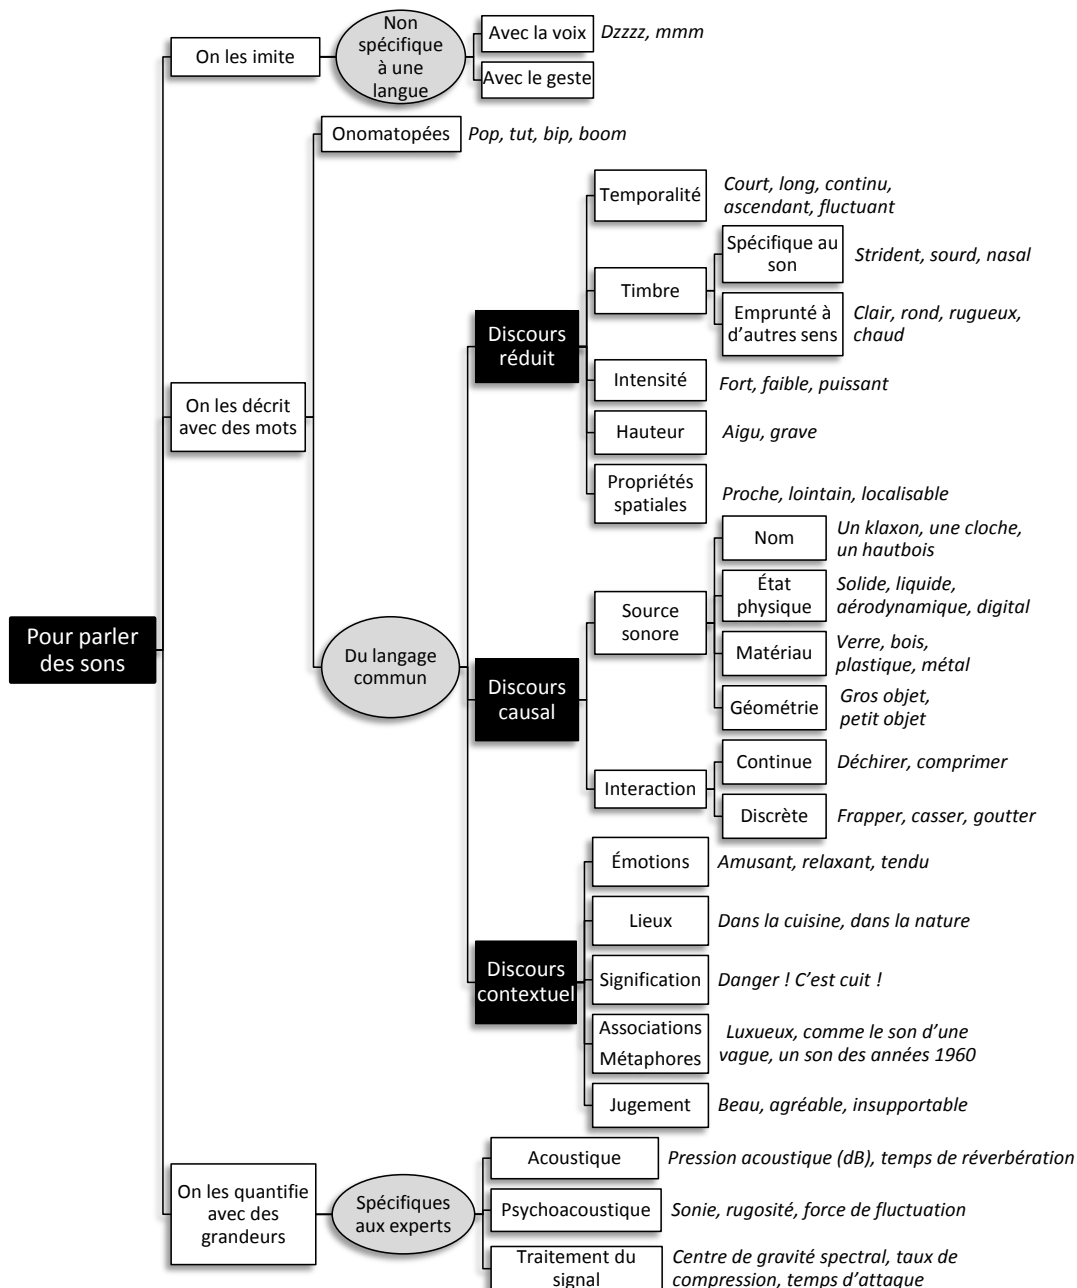 Pour parler
des sons
On les imite
Non
spécifique
à une
langue
Avec la voix
Dzzzz, mmm
Avec le geste
On les décrit
avec des mots
Onomatopées
Pop, tut, bip, boom
Du langage
commun
Discours
réduit
Temporalité
Court, long, continu,
ascendant, fluctuant
Timbre
Spécifique au
son
Strident, sourd, nasal
Emprunté à
d’autres sens
Clair, rond, rugueux,
chaud
Intensité
Fort, faible, puissant
Hauteur
Aigu, grave
Propriétés
spatiales
Proche, lointain, localisable
Discours
causal
Source
sonore
Nom
Un klaxon, une cloche,
un hautbois
État
physique
Solide, liquide,
aérodynamique, digital
Matériau
Verre, bois,
plastique, métal
Géométrie
Gros objet,
petit objet
Interaction
Continue
Déchirer, comprimer
Discrète
Frapper, casser, goutter
Discours
contextuel
Émotions
Amusant, relaxant, tendu
Lieux
Dans la cuisine, dans la nature
Signification
Danger ! C’est cuit !
Associations
Métaphores
Luxueux, comme le son d’une
vague, un son des années 1960
Jugement
Beau, agréable, insupportable
On les quantifie
avec des
grandeurs
Spécifiques
aux experts
Acoustique
Pression acoustique (dB), temps de réverbération
Psychoacoustique
Sonie, rugosité, force de fluctuation
Traitement du
signal
Centre de gravité spectral, taux de
compression, temps d’attaque